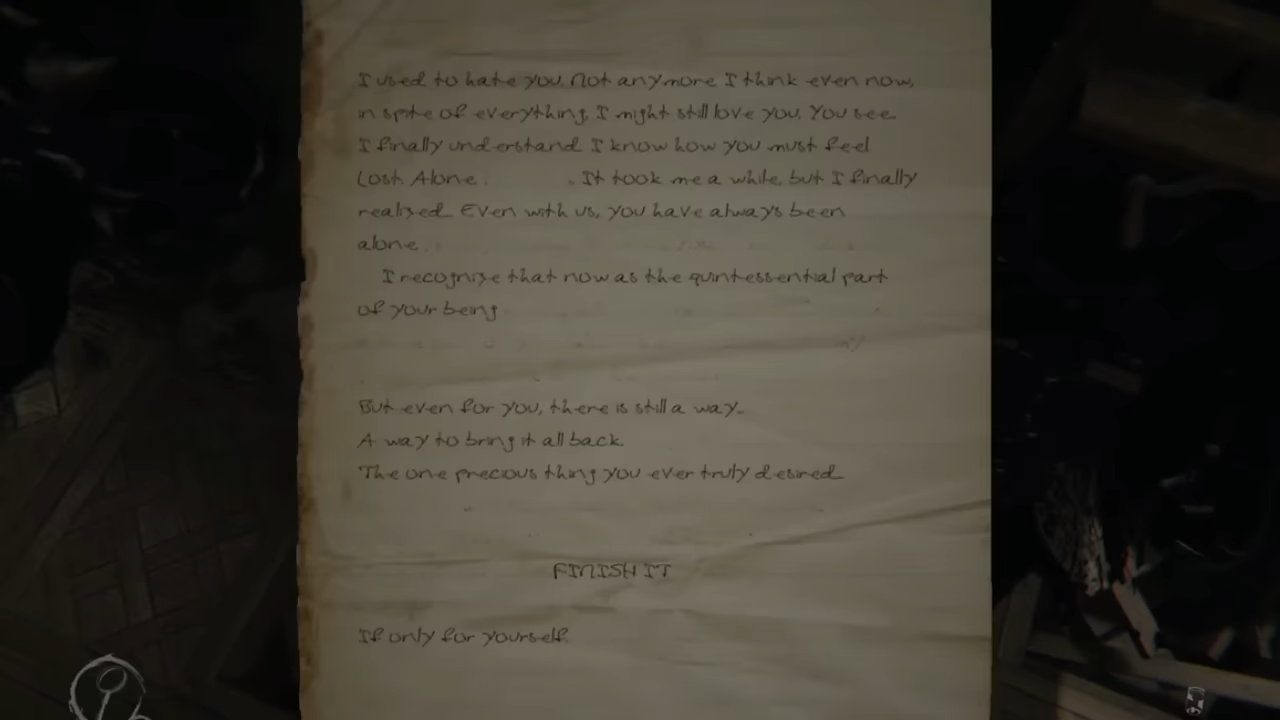 I used to hate you. Not anymore I think even now,
in spite of everything, I might still love you. You see
I finally understand I know how you must feel
Lost. Alone. It took me a while, but I finally
realized Even with us, you have always been
alone.
I recognize that now as the quintessential part
of your being
But even for you, there is still a way.
A way to bring it all back.
The one precious thing you ever truly desired
FINISH IT
If only for yourself.